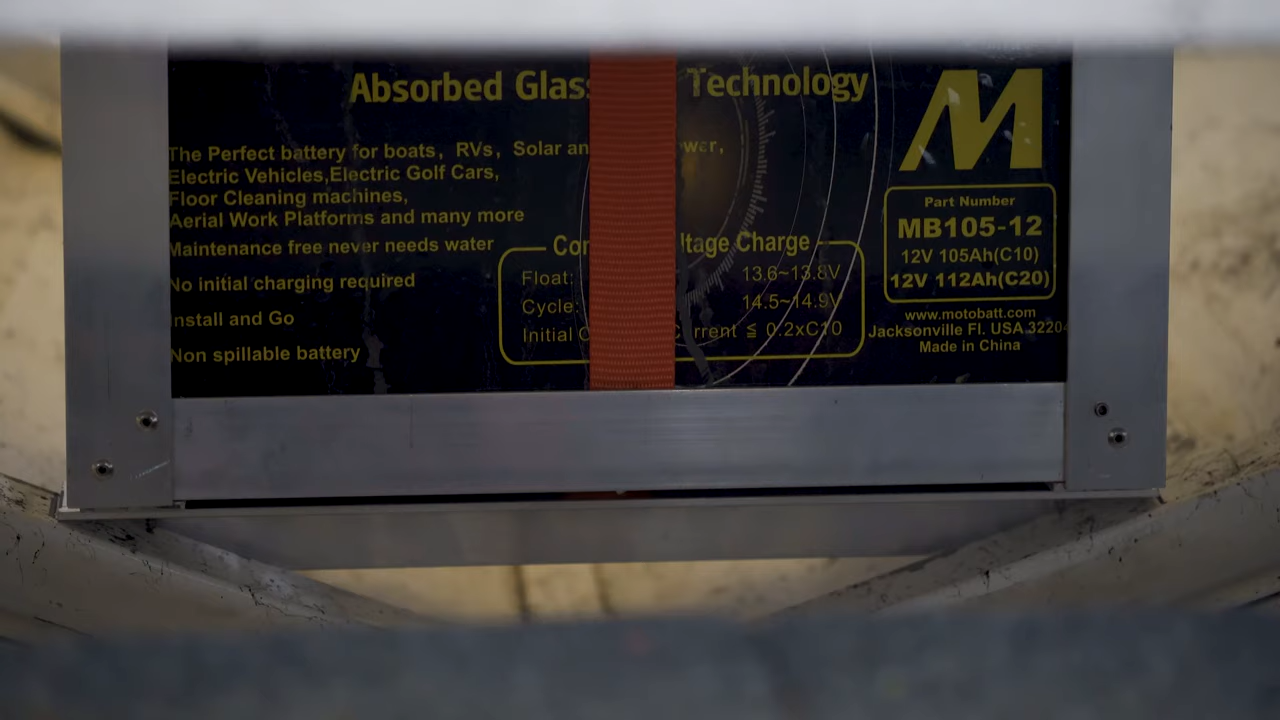 Absorbed Glass Technology
M
The Perfect battery for boats, RVs, Solar an wer,
Electric Vehicles,Electric Golf Cars,
Floor Cleaning machines,
Aerial Work Platforms and many more
Maintenance free never needs water
No initial charging required
Install and Go
Non spillable battery
Con ltage Charge
Float: 13.6~13.8V
Cycle: 14.5~14.9V
Initial C rrent ≦ 0.2xC10
Part Number
MB105-12
12V 105Ah(C10)
12V 112Ah(C20)
www.motobatt.com
Jacksonville Fl. USA 3220
Made in China